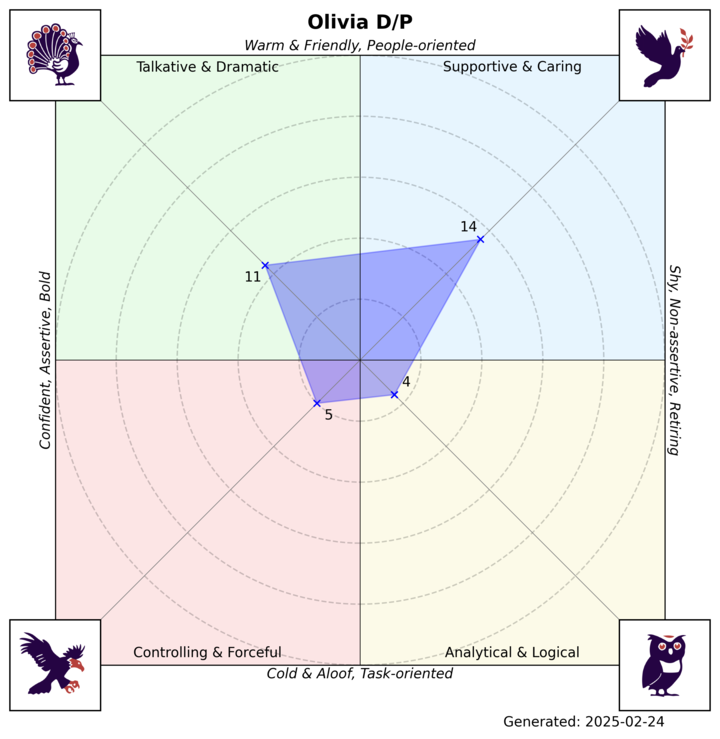 Olivia D/P
Warm & Friendly, People-oriented
Talkative & Dramatic
Supportive & Caring
14
11
Confident, Assertive, Bold
Shy, Non-assertive, Retiring
4
5
Controlling & Forceful
Analytical & Logical
Cold & Aloof, Task-oriented
Generated: 2025-02-24